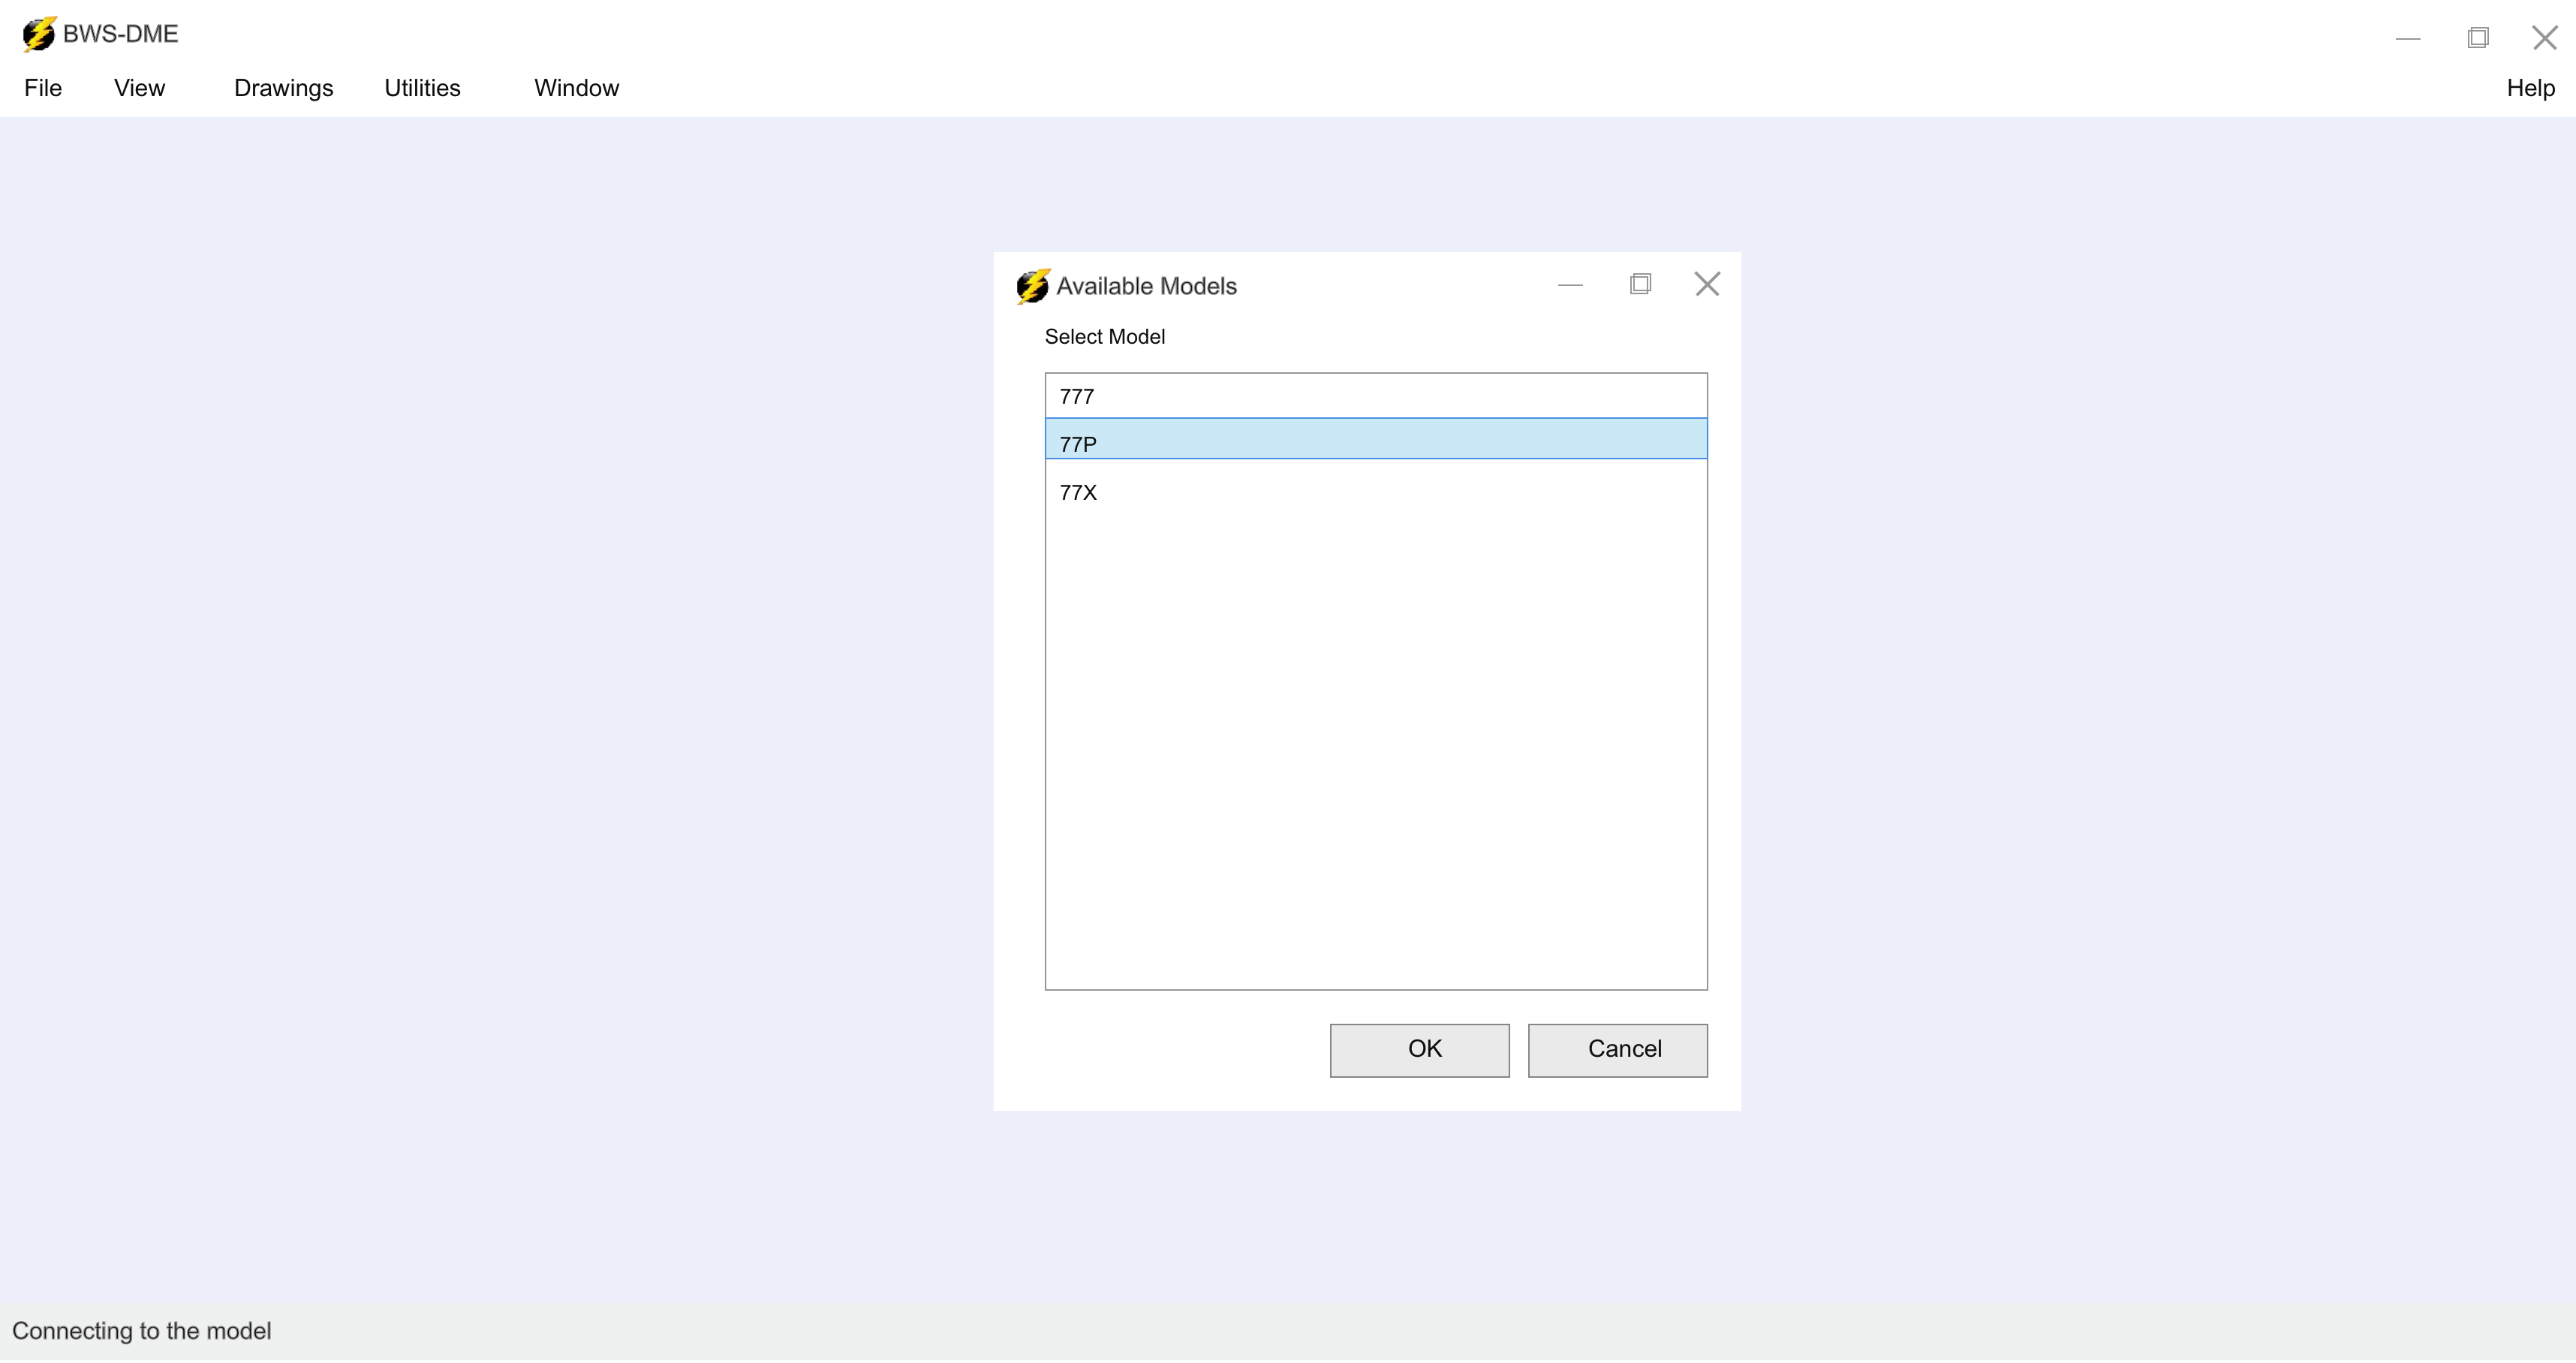 BWS-DME
File View Drawings Utilities Window Help
Available Models
Select Model
777
77P
77X
OK Cancel
Connecting to the model